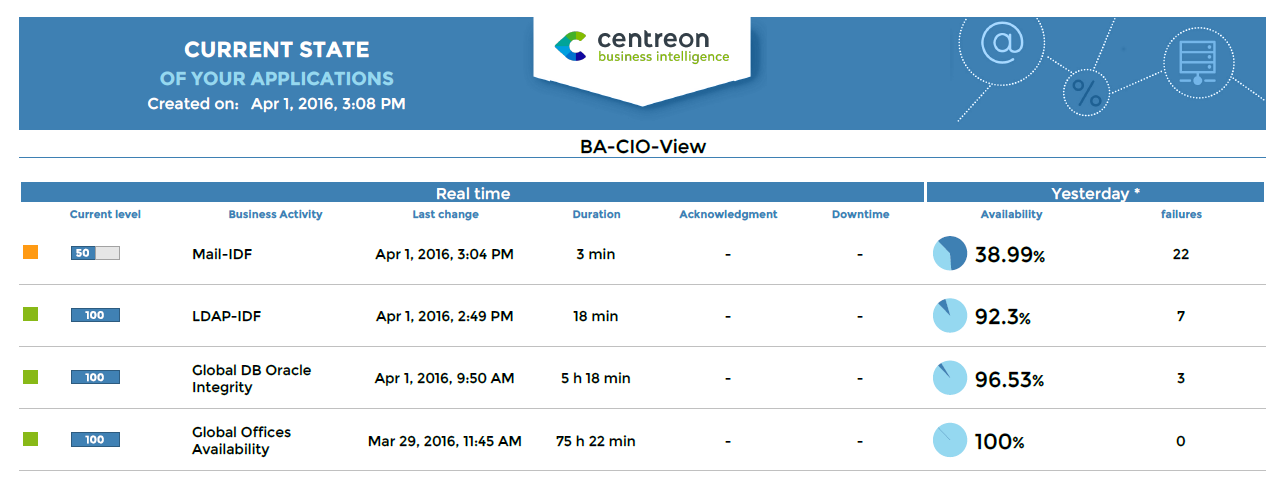 CURRENT STATE
OF YOUR APPLICATIONS
Created on: Apr 1, 2016, 3:08 PM
centreon
business intelligence
@
%
BA-CIO-View
Real time Yesterday *
Current level Business Activity Last change Duration Acknowledgment Downtime Availability failures
50 Mail-IDF Apr 1, 2016, 3:04 PM 3 min - - 38.99% 22
100 LDAP-IDF Apr 1, 2016, 2:49 PM 18 min - - 92.3% 7
100 Global DB Oracle Integrity Apr 1, 2016, 9:50 AM 5 h 18 min - - 96.53% 3
100 Global Offices Availability Mar 29, 2016, 11:45 AM 75 h 22 min - - 100% 0